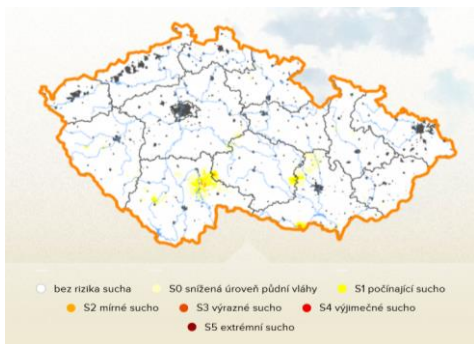 bez rizika sucha S0 snížená úroveň půdní vláhy S1 počínající sucho
S2 mírné sucho S3 výrazné sucho S4 výjimečné sucho
S5 extrémní sucho